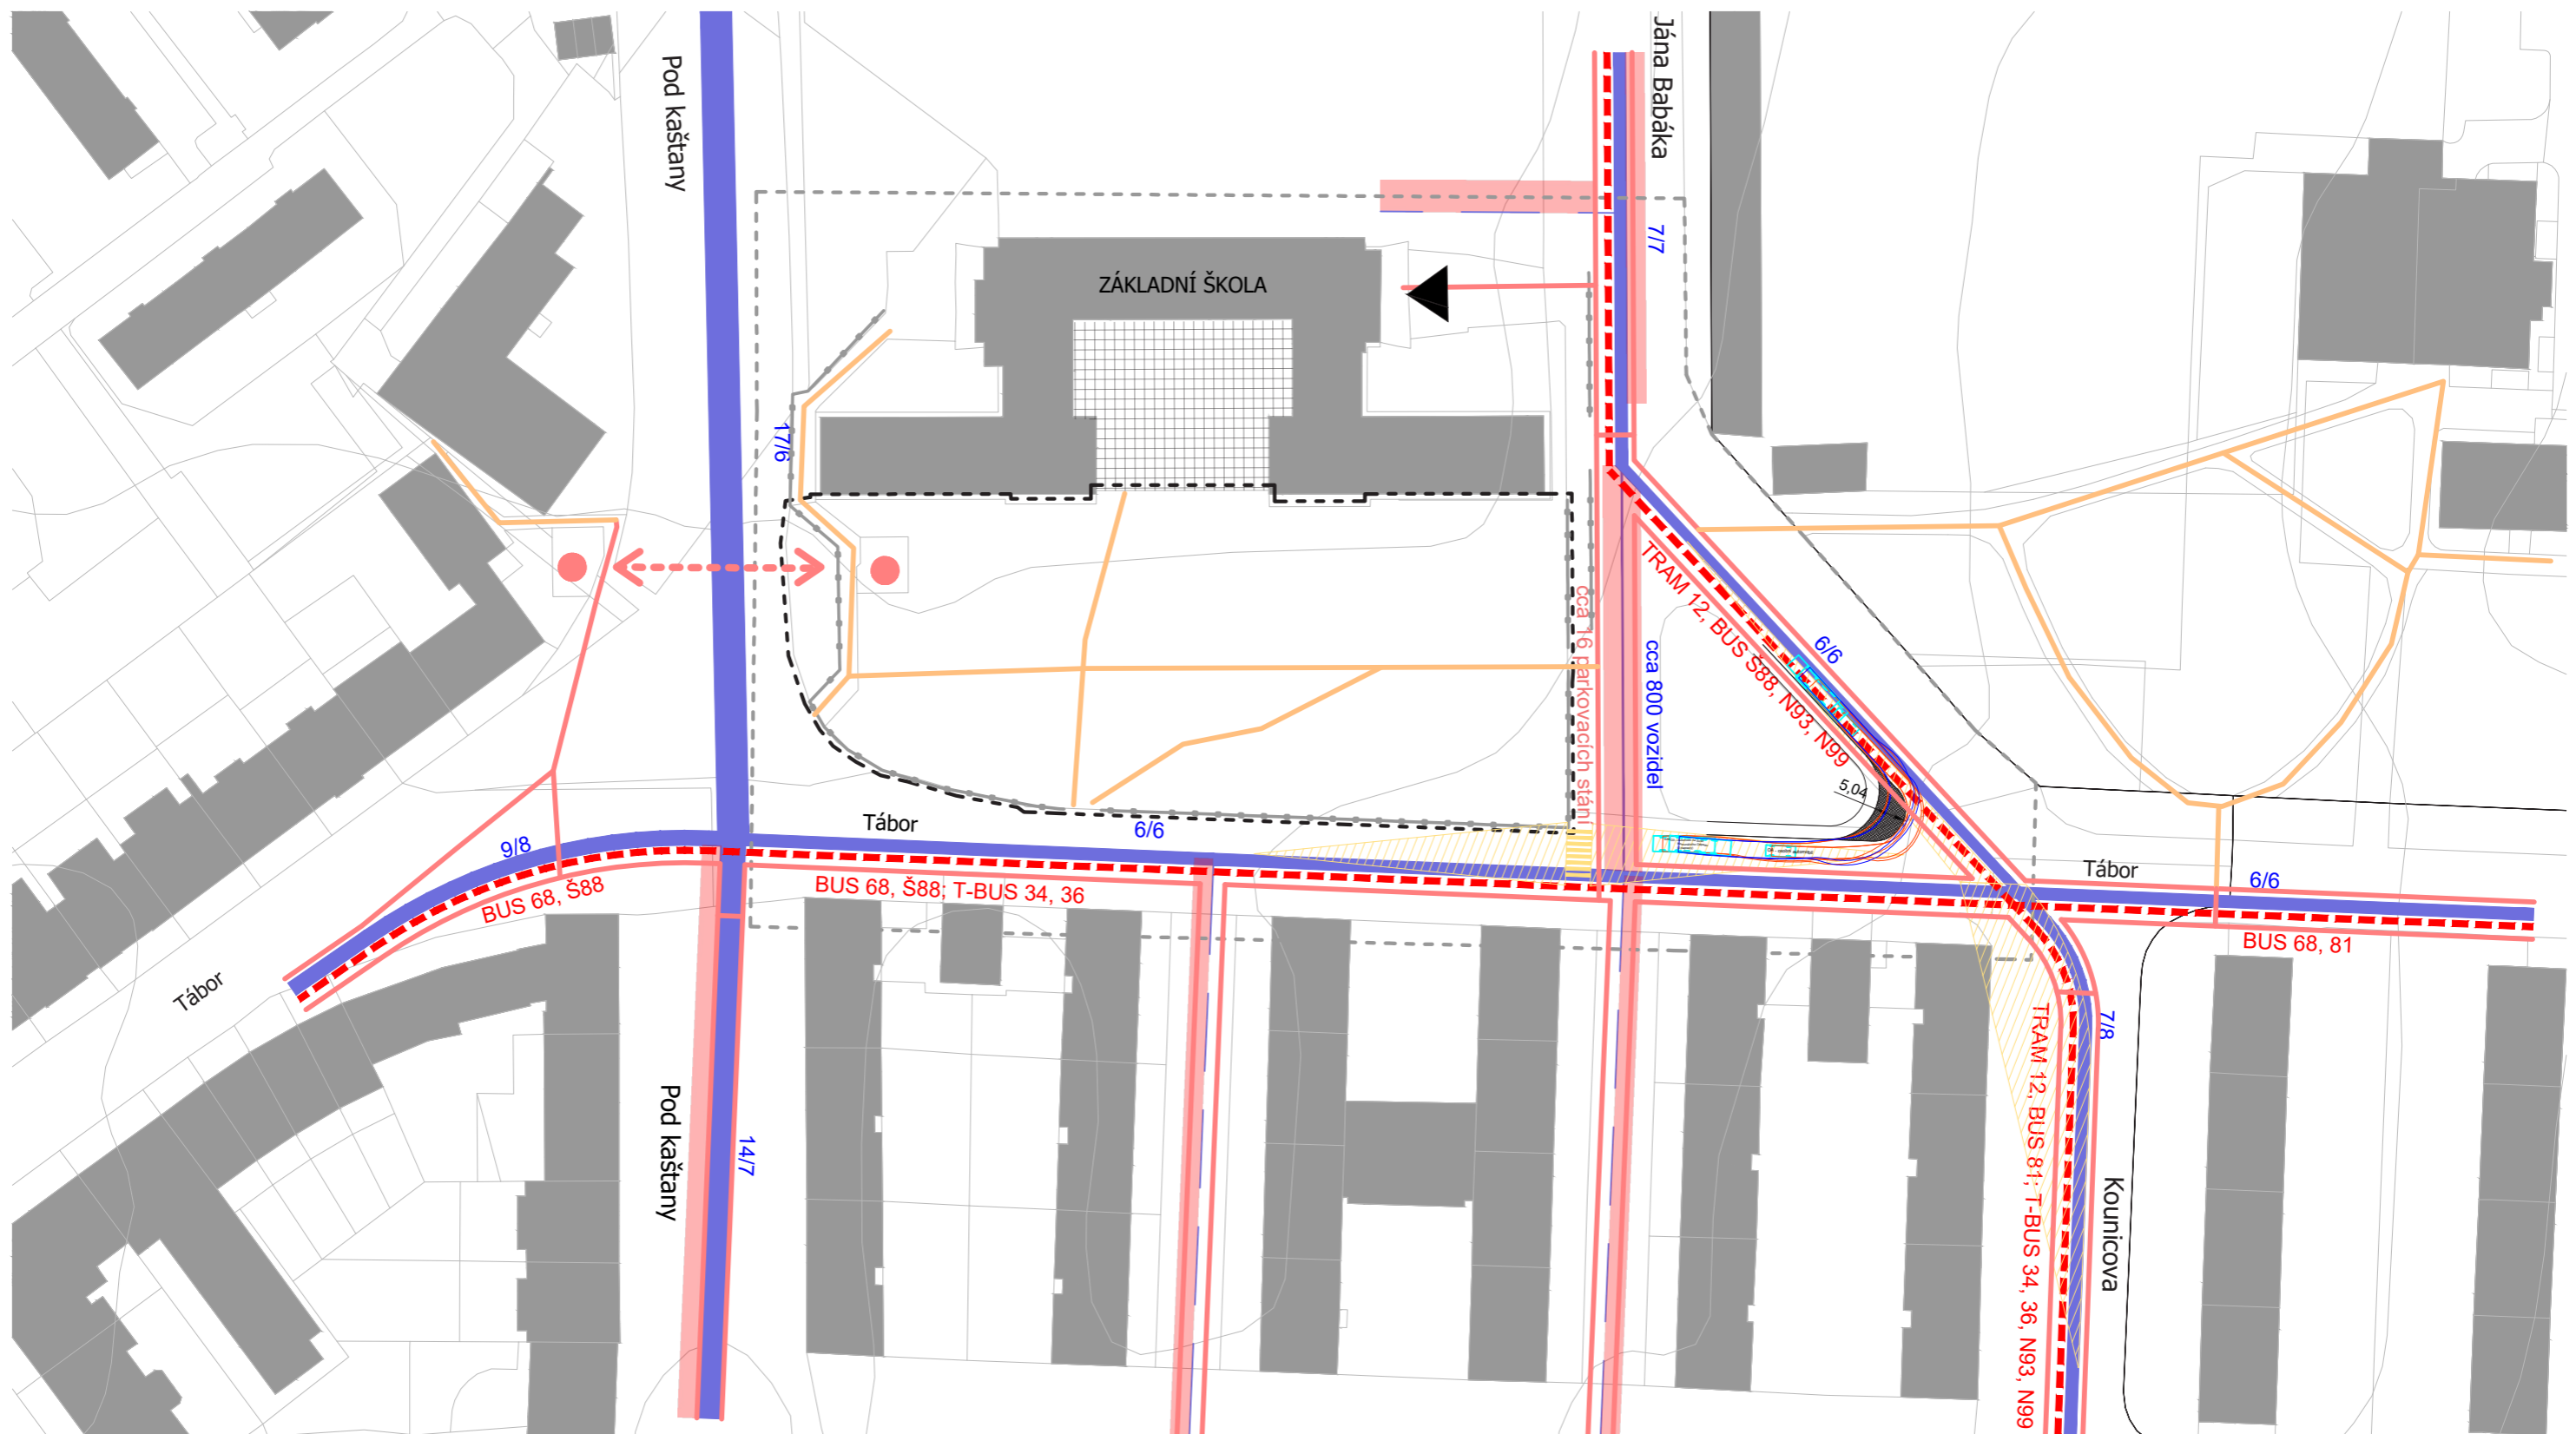 Pod kaštany
Jána Babáka
7/7
ZÁKLADNÍ ŠKOLA
17/6
TRAM 12, BUS Š88, N93, N99
cca 16 parkovacích stání
cca 800 vozidel
6/6
5,04
Tábor
6/6
9/8
BUS 68, Š88
BUS 68, Š88; T-BUS 34, 36
Tábor
6/6
BUS 68, 81
Tábor
7/8
TRAM 12, BUS 81; T-BUS 34, 36, N93, N99
Pod kaštany
14/7
Kounicova